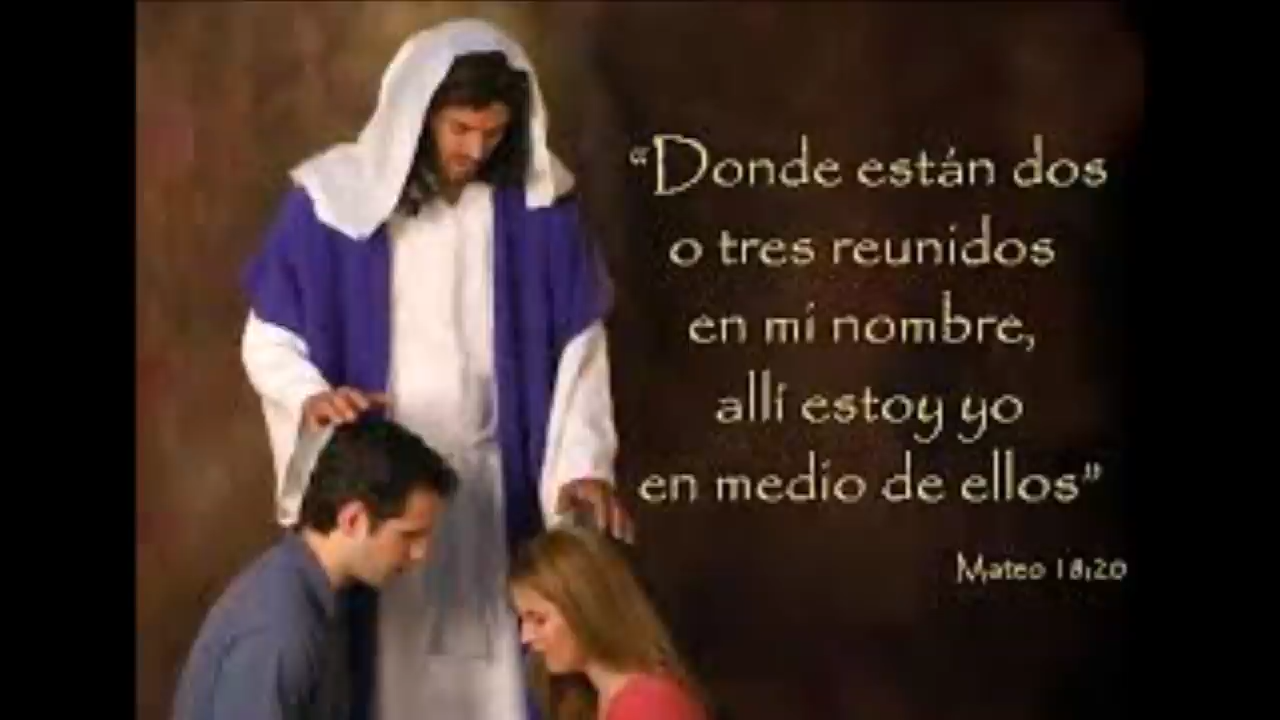 “Donde están dos
o tres reunidos
en mi nombre,
allí estoy yo
en medio de ellos”
Mateo 18:20